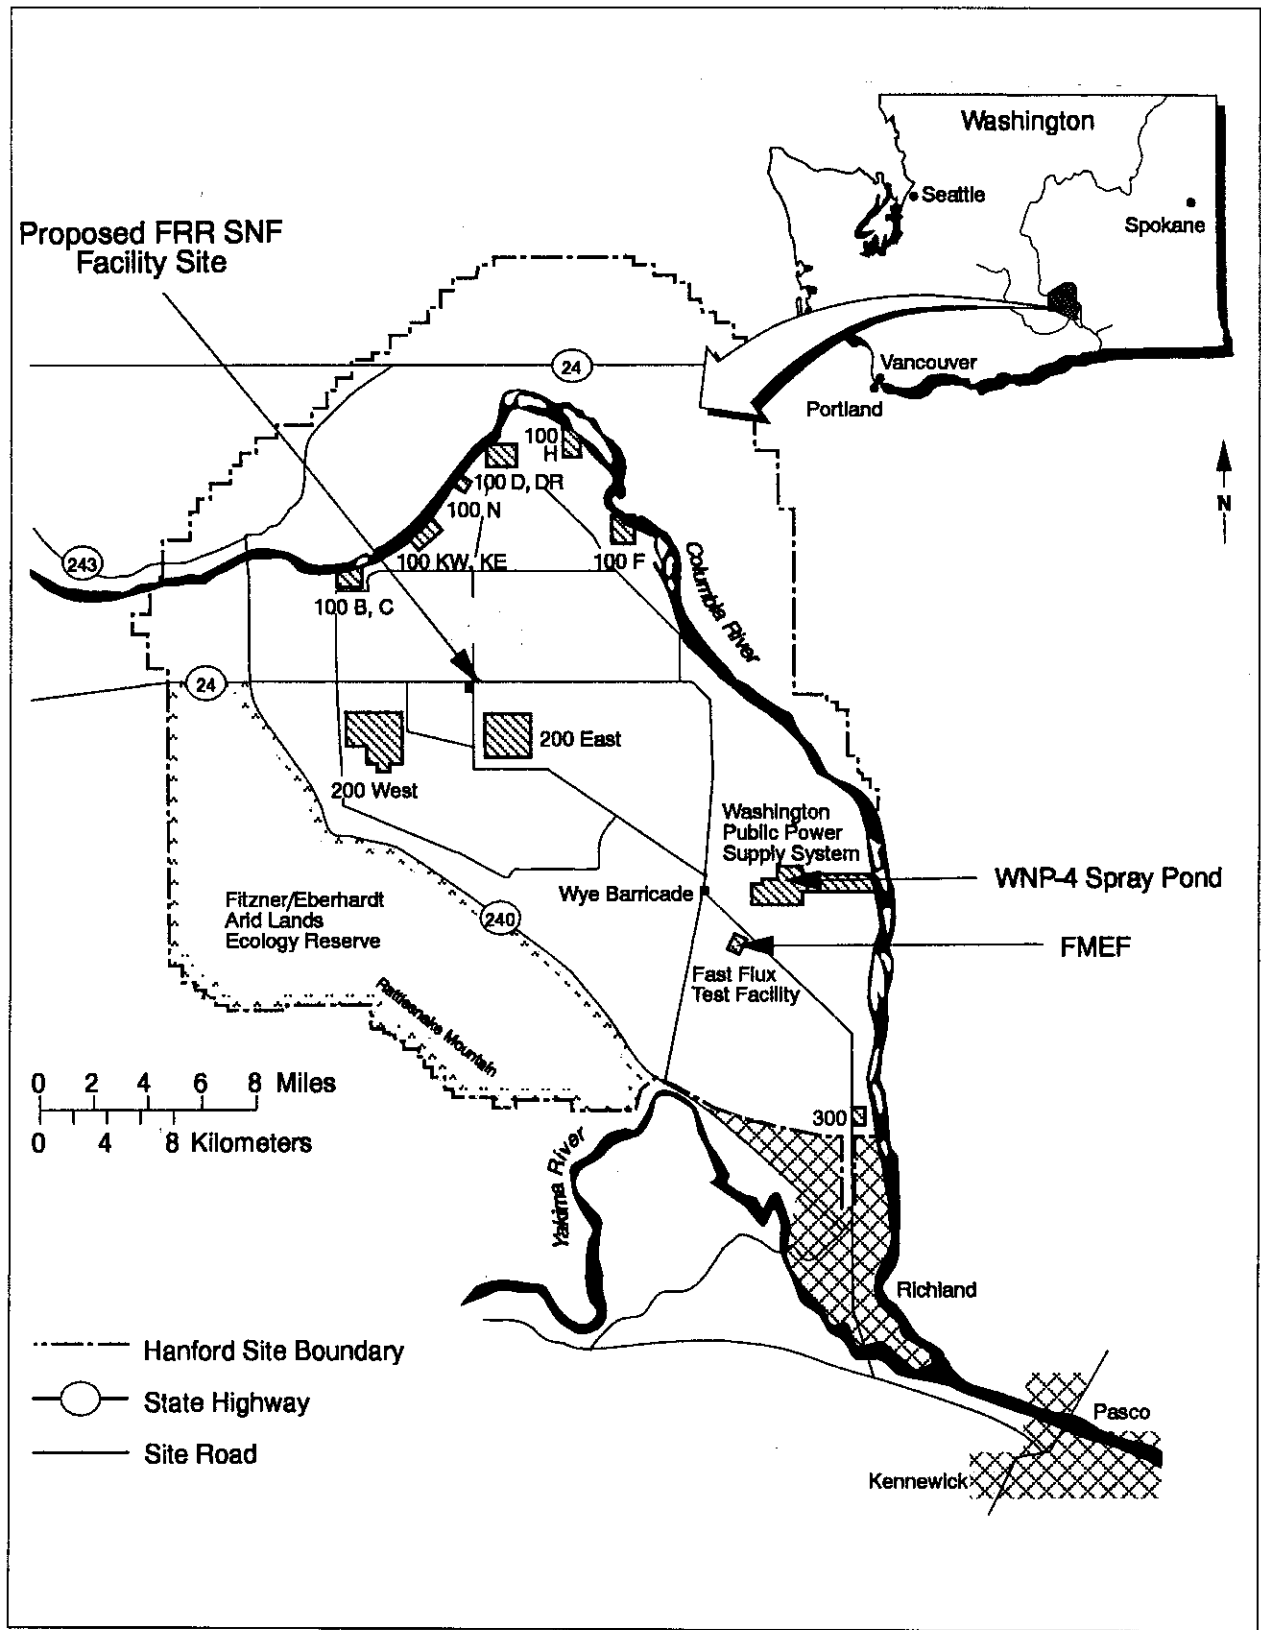 Washington
Seattle
Spokane
Vancouver
Portland
Proposed FRR SNF
Facility Site
24
N
100
H
100 D, DR
100 N
100 KW, KE
100 F
100 B, C
243
Columbia River
24
200 East
200 West
Washington
Public Power
Supply System
WNP-4 Spray Pond
Wye Barricade
Fitzner/Eberhardt
Arid Lands
Ecology Reserve
240
FMEF
Fast Flux
Test Facility
Rattlesnake Mountain
0 2 4 6 8 Miles
0 4 8 Kilometers
300
Yakima River
Richland
Hanford Site Boundary
State Highway
Site Road
Pasco
Kennewick